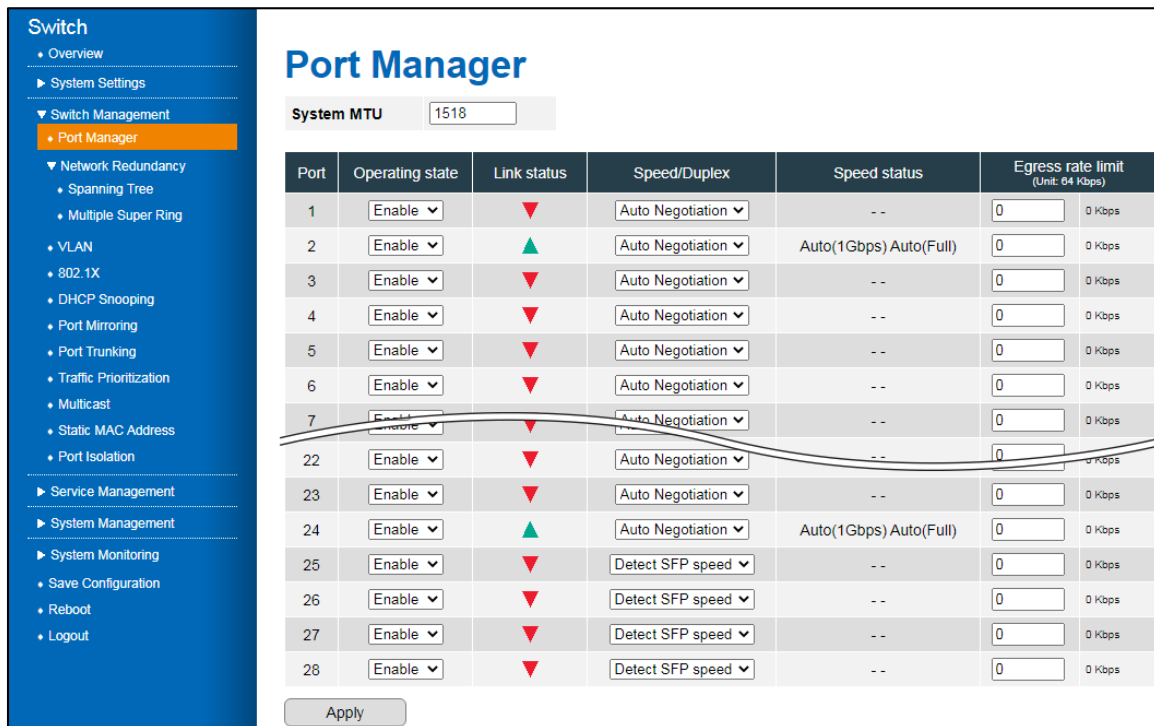 Switch
Overview
System Settings
Switch Management
Port Manager
Network Redundancy
Spanning Tree
Multiple Super Ring
VLAN
802.1X
DHCP Snooping
Port Mirroring
Port Trunking
Traffic Prioritization
Multicast
Static MAC Address
Port Isolation
Service Management
System Management
System Monitoring
Save Configuration
Reboot
Logout
Port Manager
System MTU 1518
Port Operating state Link status Speed/Duplex Speed status Egress rate limit
(Unit: 64 Kbps)
1 Enable Auto Negotiation - - 0 0 Kbps
2 Enable Auto Negotiation Auto(1Gbps) Auto(Full) 0 0 Kbps
3 Enable Auto Negotiation - - 0 0 Kbps
4 Enable Auto Negotiation - - 0 0 Kbps
5 Enable Auto Negotiation - - 0 0 Kbps
6 Enable Auto Negotiation - - 0 0 Kbps
7 Enable Auto Negotiation 0 0 Kbps
22 Enable Auto Negotiation - - 0 Kbps
23 Enable Auto Negotiation - - 0 0 Kbps
24 Enable Auto Negotiation Auto(1Gbps) Auto(Full) 0 0 Kbps
25 Enable Detect SFP speed - - 0 0 Kbps
26 Enable Detect SFP speed - - 0 0 Kbps
27 Enable Detect SFP speed - - 0 0 Kbps
28 Enable Detect SFP speed - - 0 0 Kbps
Apply